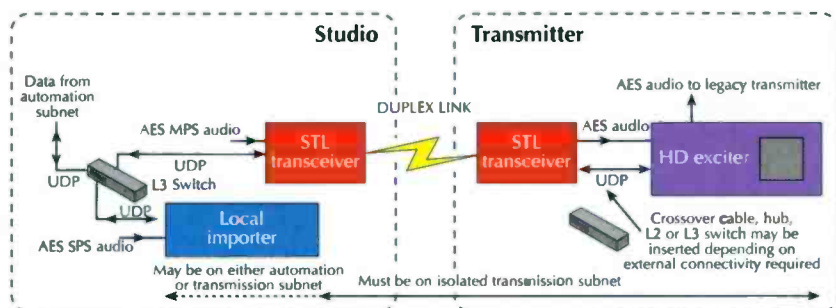 Studio
Transmitter
Data from
automation
subnet
AES MPS audio
UDP
UDP
L3 Switch
UDP
STL
transceiver
DUPLEX LINK
STL
transceiver
AES audio
UDP
AES audio to legacy transmitter
HD exciter
AES SPS audio
Local
importer
May be on either automation
or transmission subnet
Crossover cable, hub,
L2 or L3 switch may be
inserted depending on
external connectivity required
Must be on isolated transmission subnet